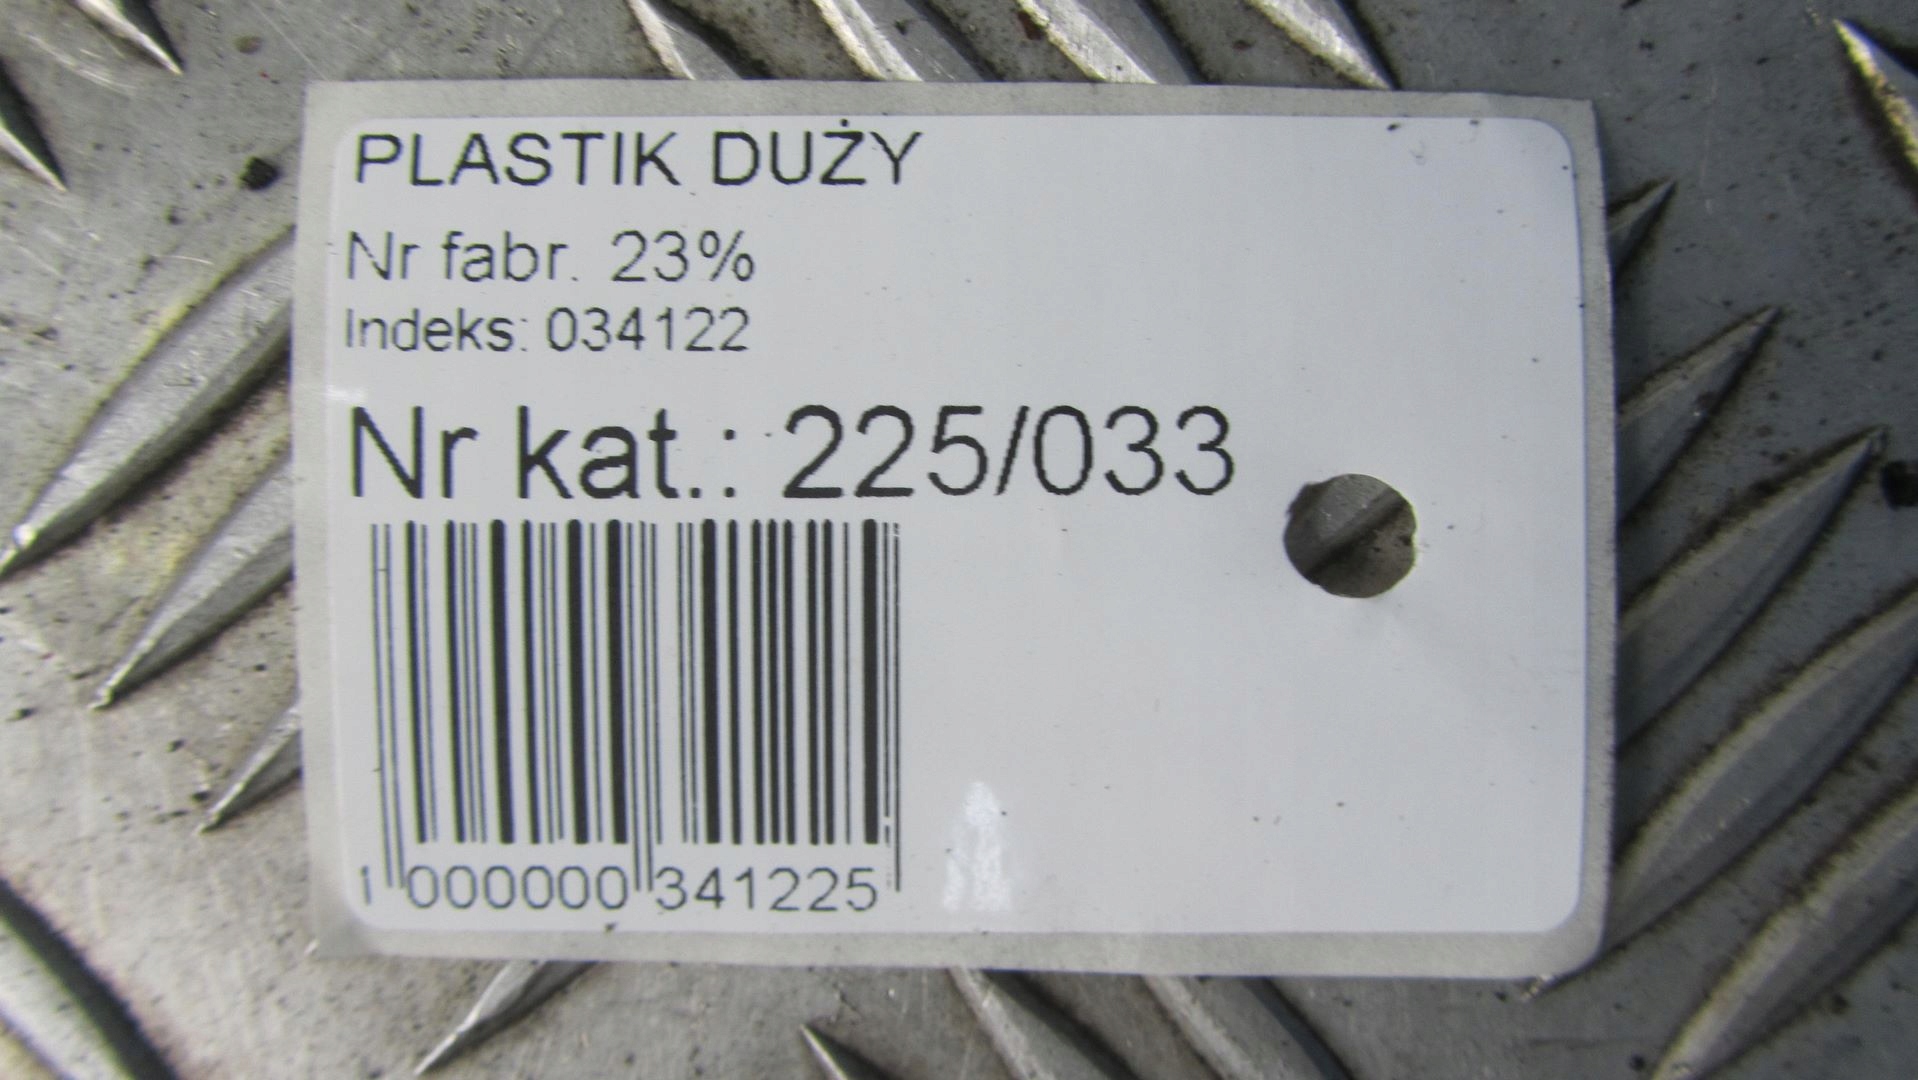 PLASTIK DUŻY
Nr fabr. 23%
Indeks: 034122
Nr kat.: 225/033
1 000000 341225